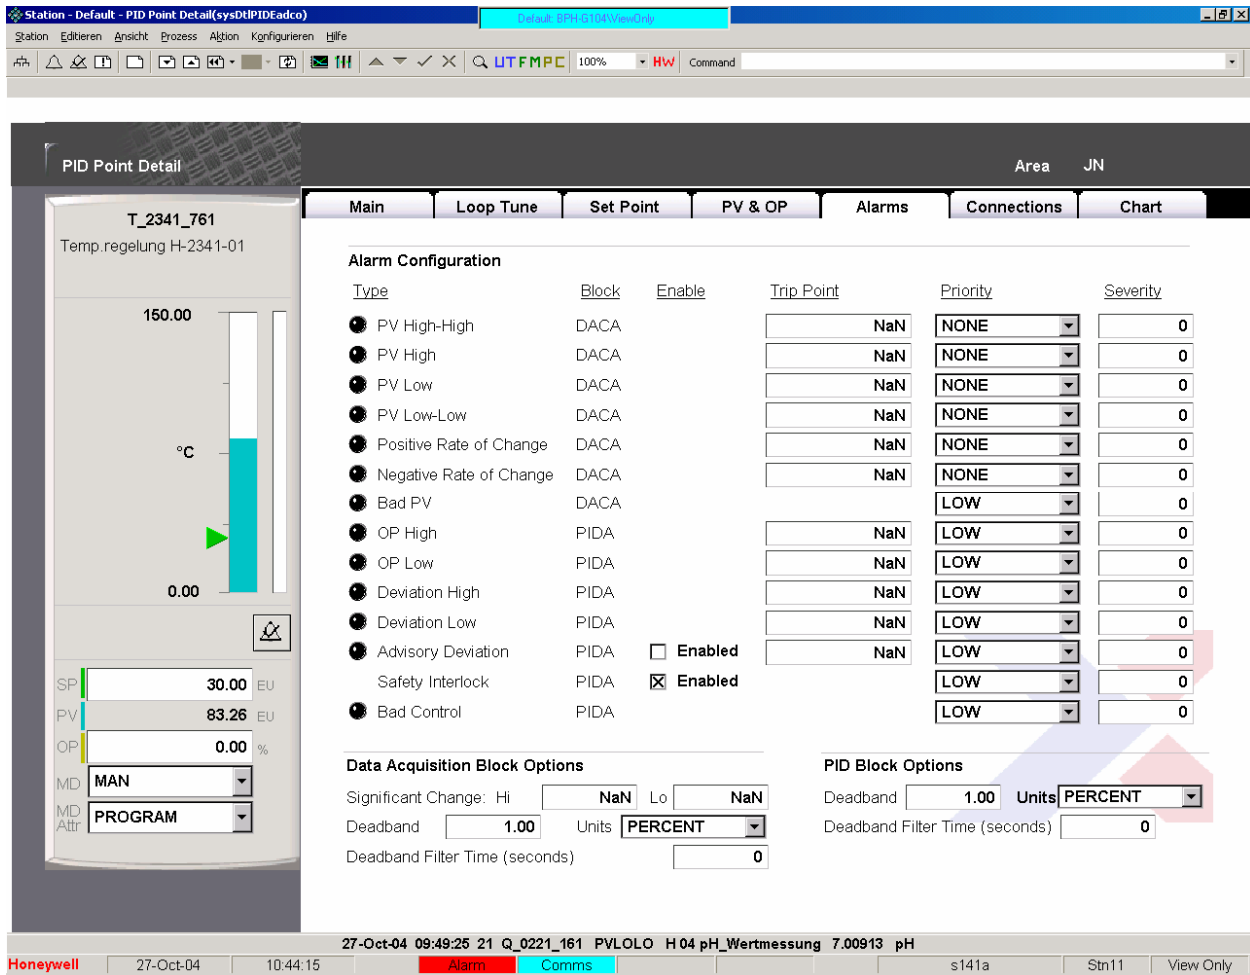 Station - Default - PID Point Detail(sysDtlPIDEadco)
Default: BPH-G104\ViewOnly
Station Editieren Ansicht Prozess Aktion Konfigurieren Hilfe
UTFMPC 100% HW Command
PID Point Detail
Area JN
Main Loop Tune Set Point PV & OP Alarms Connections Chart
T_2341_761
Temp.regelung H-2341-01
150.00
°C
0.00
SP 30.00 EU
PV 83.26 EU
OP 0.00 %
MD MAN
MD Attr PROGRAM
Alarm Configuration
Type Block Enable Trip Point Priority Severity
PV High-High DACA NaN NONE 0
PV High DACA NaN NONE 0
PV Low DACA NaN NONE 0
PV Low-Low DACA NaN NONE 0
Positive Rate of Change DACA NaN NONE 0
Negative Rate of Change DACA NaN NONE 0
Bad PV DACA LOW 0
OP High PIDA NaN LOW 0
OP Low PIDA NaN LOW 0
Deviation High PIDA NaN LOW 0
Deviation Low PIDA NaN LOW 0
Advisory Deviation PIDA Enabled NaN LOW 0
Safety Interlock PIDA Enabled LOW 0
Bad Control PIDA LOW 0
Data Acquisition Block Options
Significant Change: Hi NaN Lo NaN
Deadband 1.00 Units PERCENT
Deadband Filter Time (seconds) 0
PID Block Options
Deadband 1.00 Units PERCENT
Deadband Filter Time (seconds) 0
27-Oct-04 09:49:25 21 Q_0221_161 PVLOLO H 04 pH_Wertmessung 7.00913 pH
Honeywell 27-Oct-04 10:44:15 Alarm Comms s141a Stn11 View Only